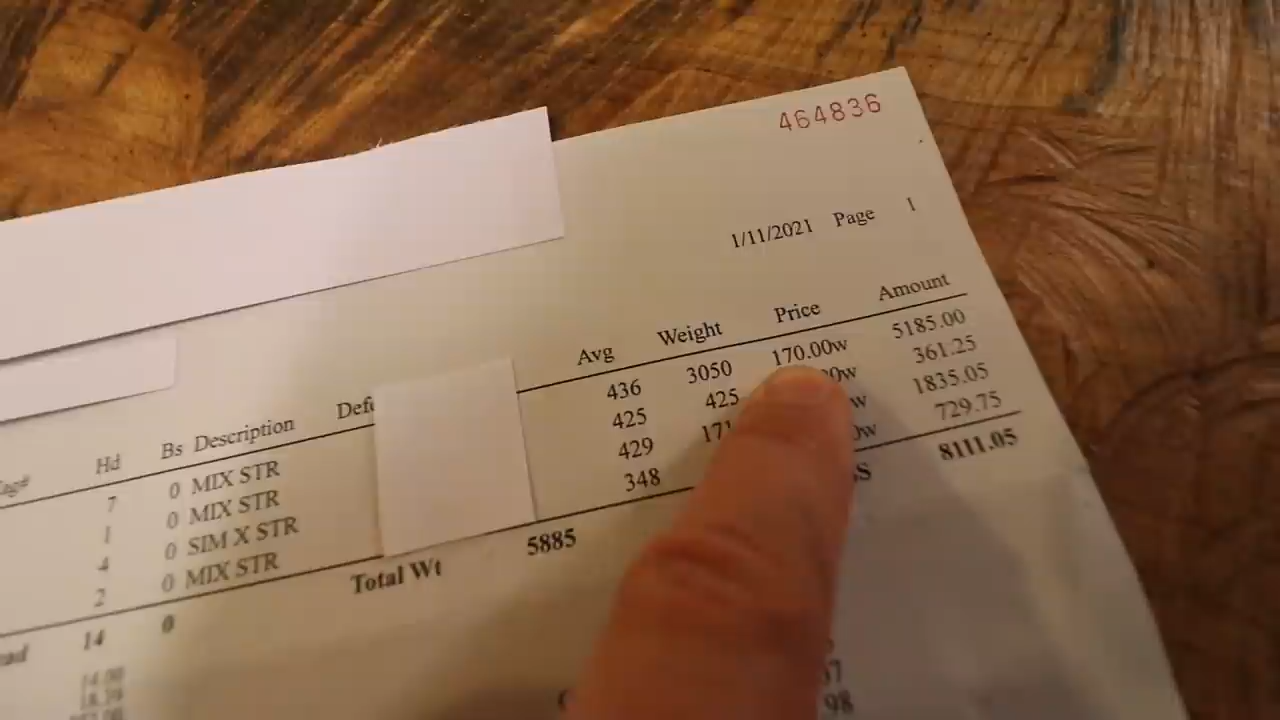 464836
1/11/2021 Page 1
Hd Bs Description Avg Weight Price Amount
7 0 MIX STR 436 3050 170.00w 5185.00
1 0 MIX STR 425 425 361.25
4 0 SIM X STR 429 1835.05
2 0 MIX STR 348 729.75
14 0 Total Wt 5885 8111.05